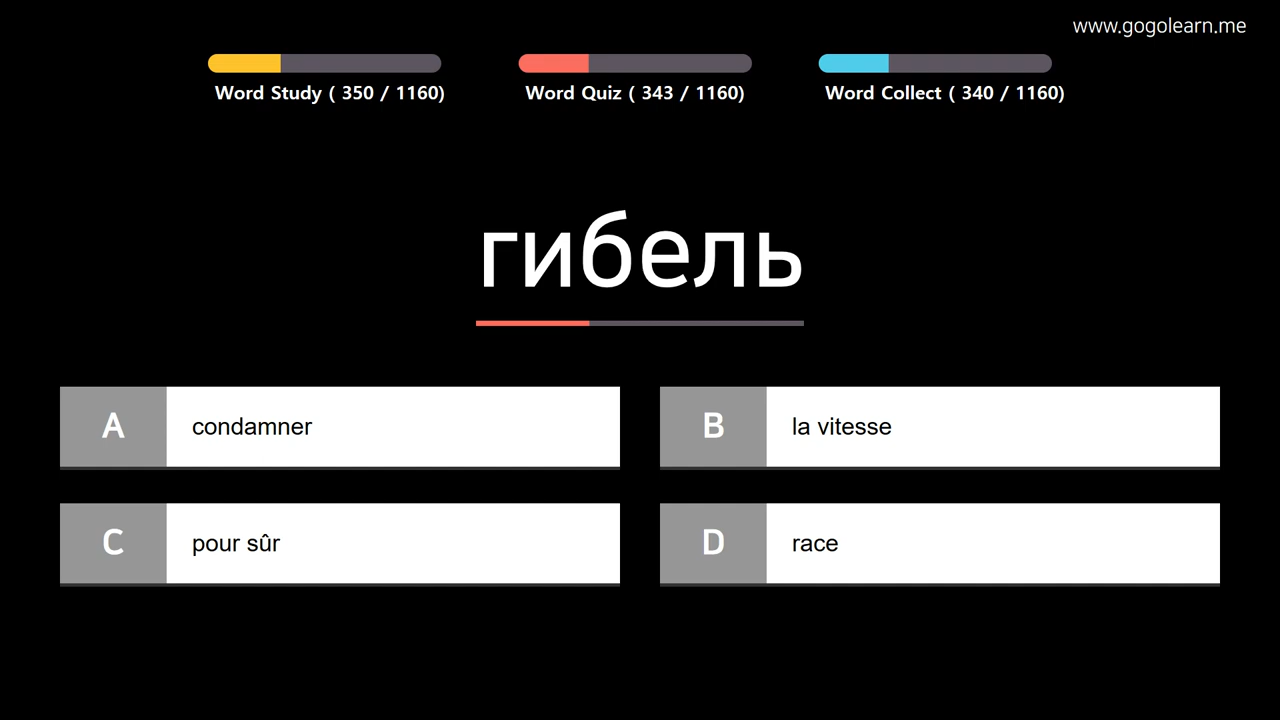 www.gogolearn.me
Word Study ( 350 / 1160)
Word Quiz ( 343 / 1160)
Word Collect ( 340 / 1160)
гибель
A
condamner
B
la vitesse
C
pour sûr
D
race